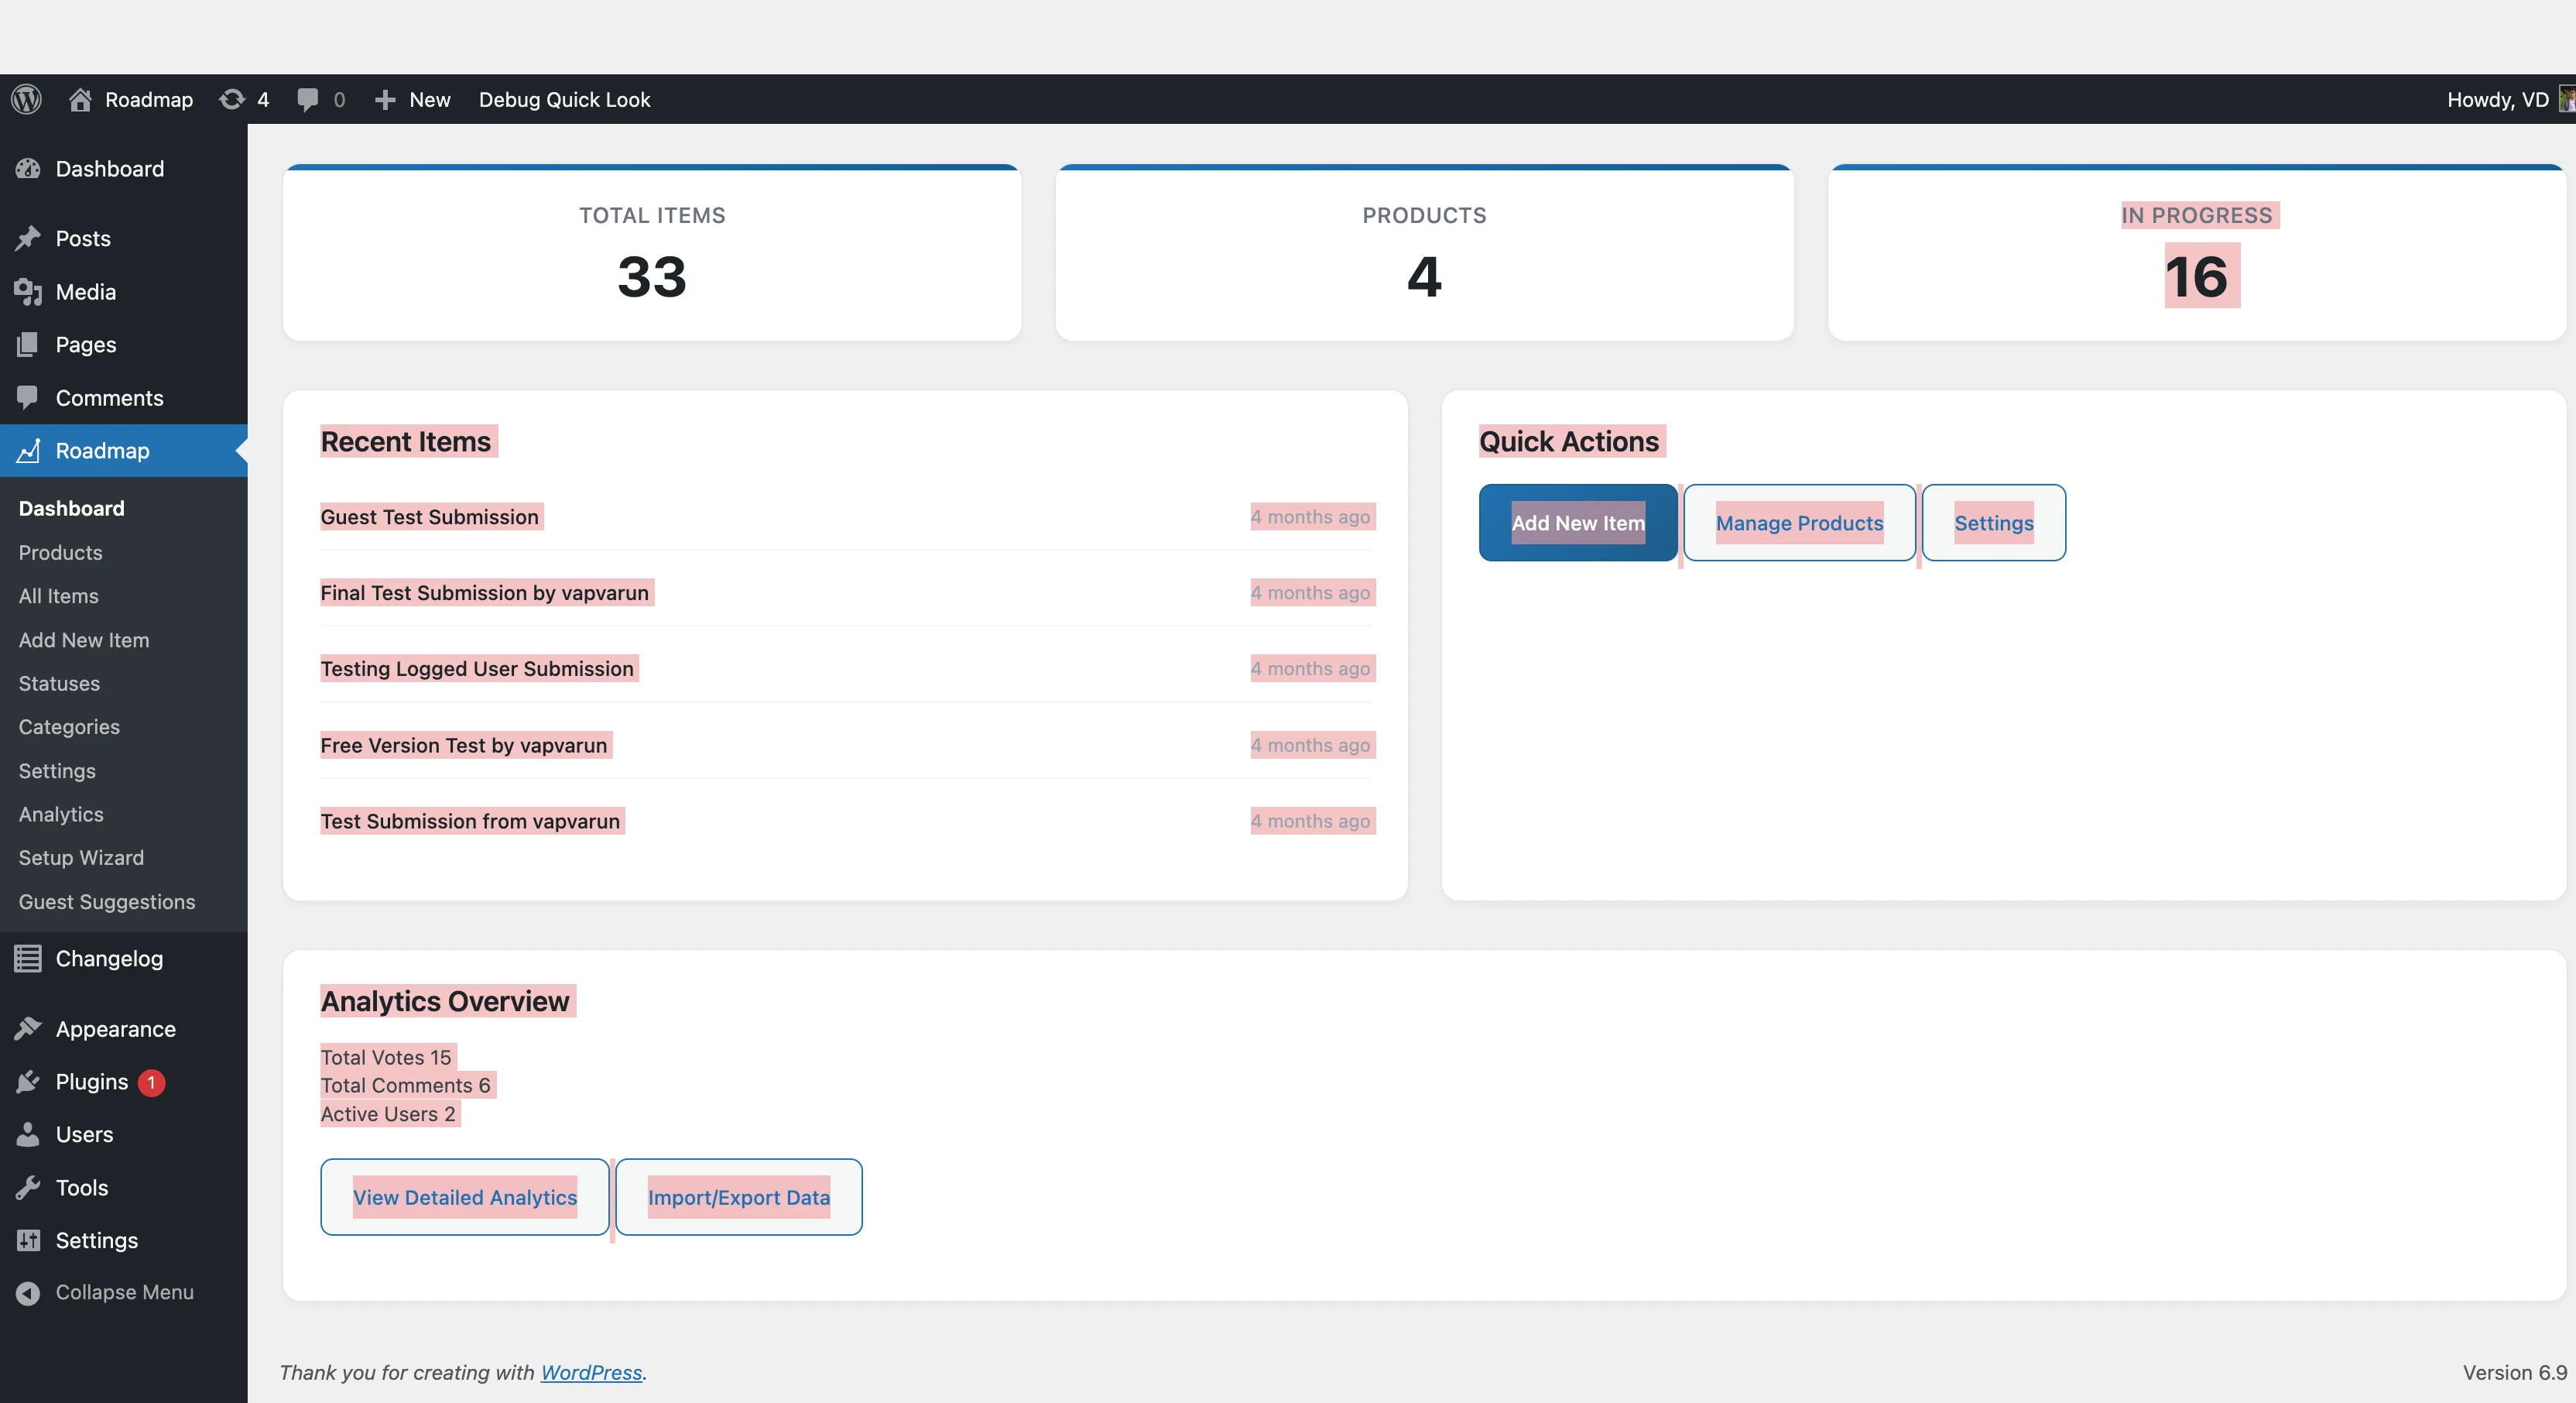 Roadmap 4 0 New Debug Quick Look Howdy, VD
Dashboard
Posts
Media
Pages
Comments
Roadmap
Dashboard
Products
All Items
Add New Item
Statuses
Categories
Settings
Analytics
Setup Wizard
Guest Suggestions
Changelog
Appearance
Plugins 1
Users
Tools
Settings
Collapse Menu
TOTAL ITEMS
33
PRODUCTS
4
IN PROGRESS
16
Recent Items
Guest Test Submission 4 months ago
Final Test Submission by vapvarun 4 months ago
Testing Logged User Submission 4 months ago
Free Version Test by vapvarun 4 months ago
Test Submission from vapvarun 4 months ago
Quick Actions
Add New Item Manage Products Settings
Analytics Overview
Total Votes 15
Total Comments 6
Active Users 2
View Detailed Analytics Import/Export Data
Thank you for creating with WordPress. Version 6.9